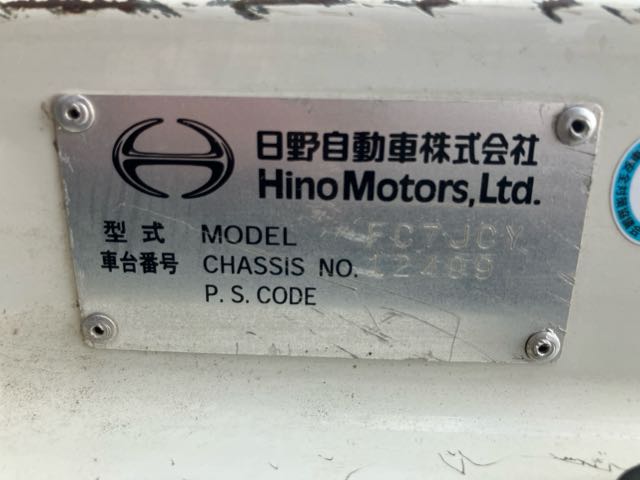 日野自動車株式会社
Hino Motors, Ltd.
型式 MODEL FC7JCY
車台番号 CHASSIS NO. 12499
P.S.CODE